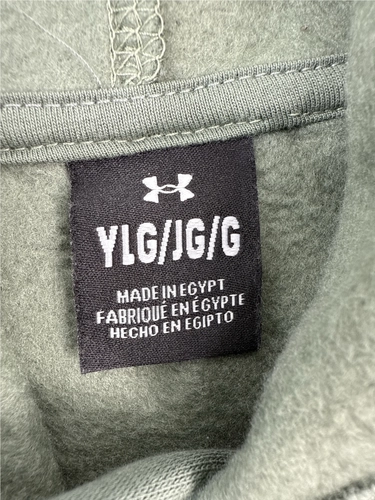 YLG/JG/G
MADE IN EGYPT
FABRIQUÉ EN ÉGYPTE
HECHO EN EGIPTO